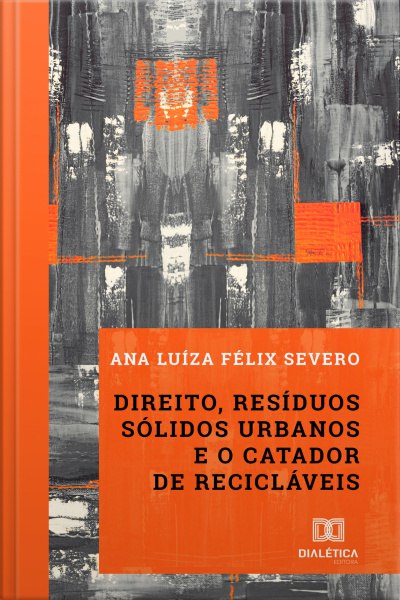 ANA LUÍZA FÉLIX SEVERO
DIREITO, RESÍDUOS
SÓLIDOS URBANOS
E O CATADOR
DE RECICLÁVEIS
DIALÉTICA
EDITORA